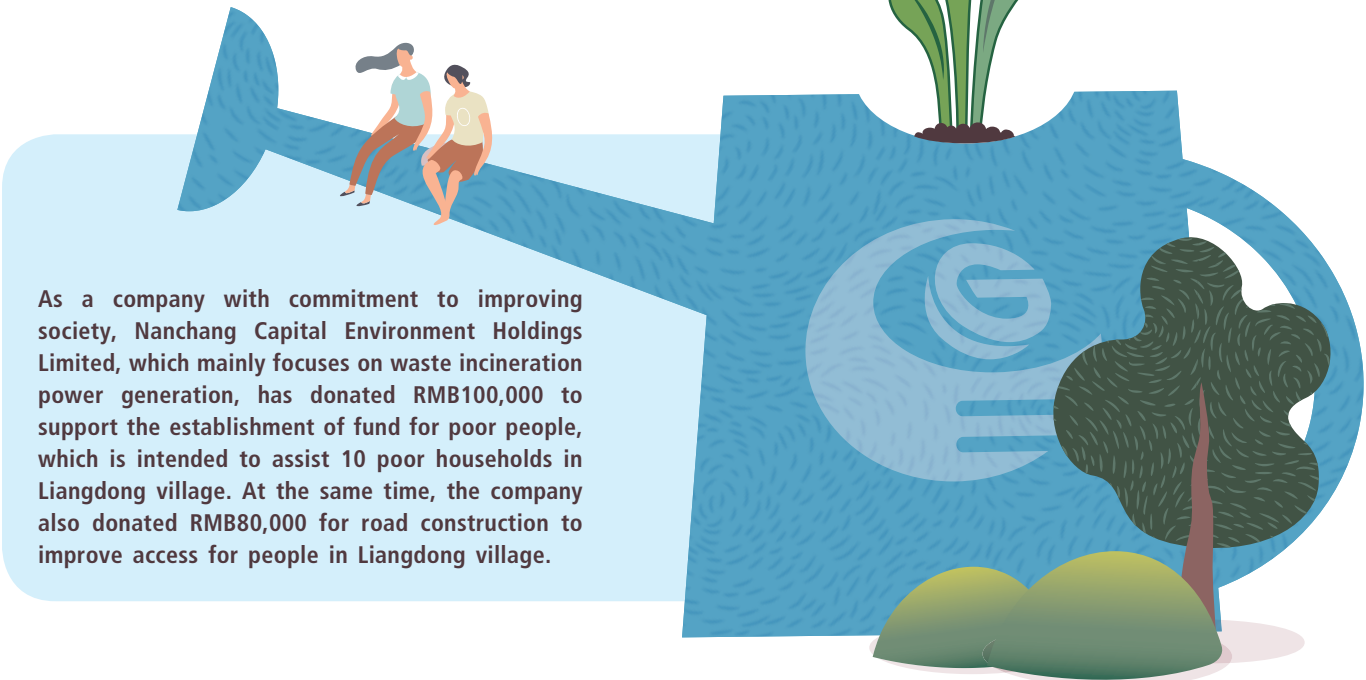 As a company with commitment to improving
society, Nanchang Capital Environment Holdings
Limited, which mainly focuses on waste incineration
power generation, has donated RMB100,000 to
support the establishment of fund for poor people,
which is intended to assist 10 poor households in
Liangdong village. At the same time, the company
also donated RMB80,000 for road construction to
improve access for people in Liangdong village.